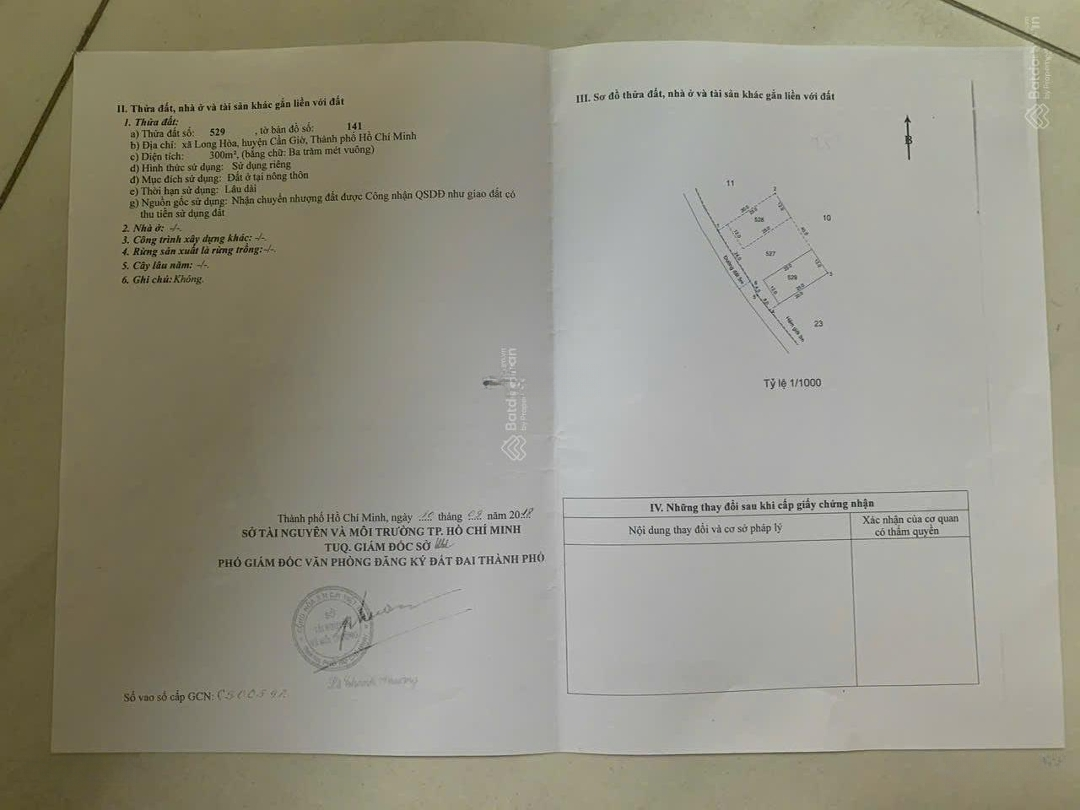 II. Thửa đất, nhà ở và tài sản khác gắn liền với đất
1. Thửa đất:
a) Thửa đất số: 529 , tờ bản đồ số: 141
b) Địa chỉ: xã Long Hòa, huyện Cần Giờ, Thành phố Hồ Chí Minh
c) Diện tích: 300m², (bằng chữ: Ba trăm mét vuông)
d) Hình thức sử dụng: Sử dụng riêng
đ) Mục đích sử dụng: Đất ở tại nông thôn
e) Thời hạn sử dụng: Lâu dài
g) Nguồn gốc sử dụng: Nhận chuyển nhượng đất được Công nhận QSDĐ như giao đất có
thu tiền sử dụng đất
2. Nhà ở: -/-.
3. Công trình xây dựng khác: -/-.
4. Rừng sản xuất là rừng trồng:-/-.
5. Cây lâu năm: -/-.
6. Ghi chú: Không.
Thành phố Hồ Chí Minh, ngày tháng 02 năm 2018
SỞ TÀI NGUYÊN VÀ MÔI TRƯỜNG TP. HỒ CHÍ MINH
TUQ. GIÁM ĐỐC SỞ
PHÓ GIÁM ĐỐC VĂN PHÒNG ĐĂNG KÝ ĐẤT ĐAI THÀNH PHỐ
Số vào sổ cấp GCN:
III. Sơ đồ thửa đất, nhà ở và tài sản khác gắn liền với đất
B
11
2
528
10
527
529
23
Tỷ lệ 1/1000
IV. Những thay đổi sau khi cấp giấy chứng nhận
Nội dung thay đổi và cơ sở pháp lý
Xác nhận của cơ quan
có thẩm quyền
Batdongsan
by PropertyGuru